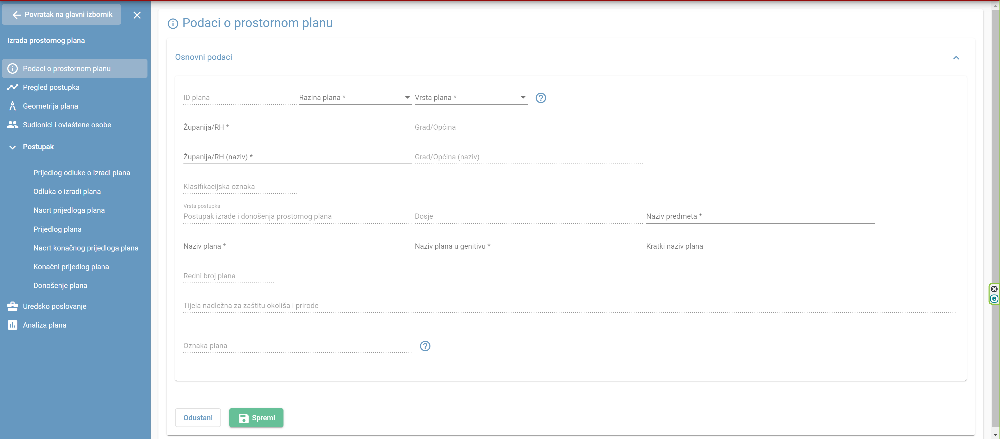 Povratak na glavni izbornik
Izrada prostornog plana
Podaci o prostornom planu
Pregled postupka
Geometrija plana
Sudionici i ovlaštene osobe
Postupak
Prijedlog odluke o izradi plana
Odluka o izradi plana
Nacrt prijedloga plana
Prijedlog plana
Nacrt konačnog prijedloga plana
Konačni prijedlog plana
Donošenje plana
Uredsko poslovanje
Analiza plana
Podaci o prostornom planu
Osnovni podaci
ID plana Razina plana * Vrsta plana *
Županija/RH * Grad/Općina
Županija/RH (naziv) * Grad/Općina (naziv)
Klasifikacijska oznaka
Vrsta postupka
Postupak izrade i donošenja prostornog plana Dosje Naziv predmeta *
Naziv plana * Naziv plana u genitivu * Kratki naziv plana
Redni broj plana
Tijela nadležna za zaštitu okoliša i prirode
Oznaka plana
Odustani Spremi